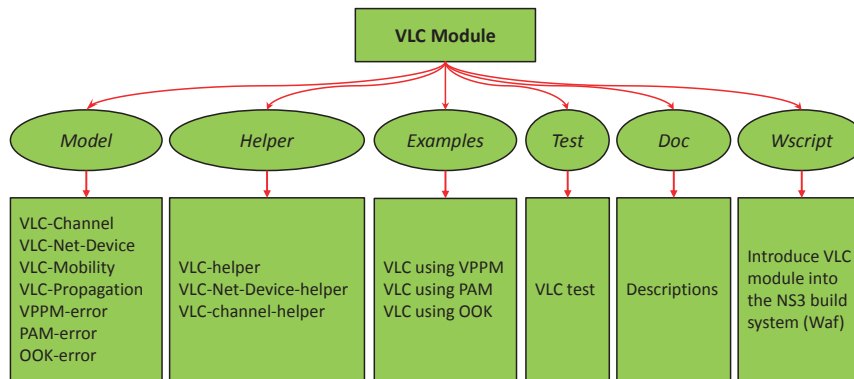 VLC Module
Model
Helper
Examples
Test
Doc
Wscript
VLC-Channel
VLC-Net-Device
VLC-Mobility
VLC-Propagation
VPPM-error
PAM-error
OOK-error
VLC-helper
VLC-Net-Device-helper
VLC-channel-helper
VLC using VPPM
VLC using PAM
VLC using OOK
VLC test
Descriptions
Introduce VLC
module into
the NS3 build
system (Waf)